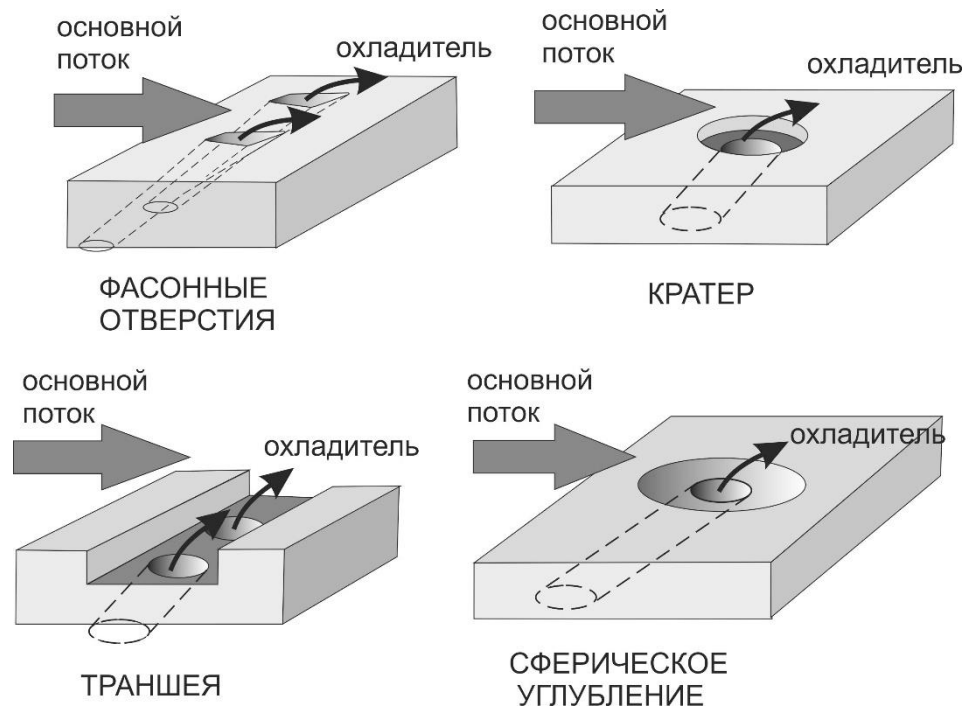 основной
поток
охладитель
ФАСОННЫЕ
ОТВЕРСТИЯ
основной
поток
охладитель
КРАТЕР
основной
поток
охладитель
ТРАНШЕЯ
основной
поток
охладитель
СФЕРИЧЕСКОЕ
УГЛУБЛЕНИЕ